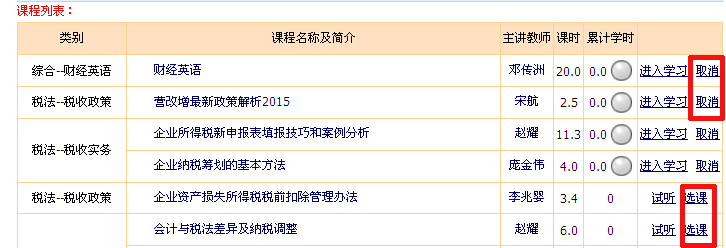 课程列表：
类别 课程名称及简介 主讲教师 课时 累计学时
综合--财经英语 财经英语 邓传洲 20.0 0.0 进入学习 取消
税法--税收政策 营改增最新政策解析2015 宋航 2.5 0.0 进入学习 取消
税法--税收实务 企业所得税新申报表填报技巧和案例分析 赵耀 11.3 0.0 进入学习 取消
企业纳税筹划的基本方法 庞金伟 4.0 0.0 进入学习 取消
税法--税收政策 企业资产损失所得税税前扣除管理办法 李兆婴 3.4 0 试听 选课
会计与税法差异及纳税调整 赵耀 6.0 0 试听 选课